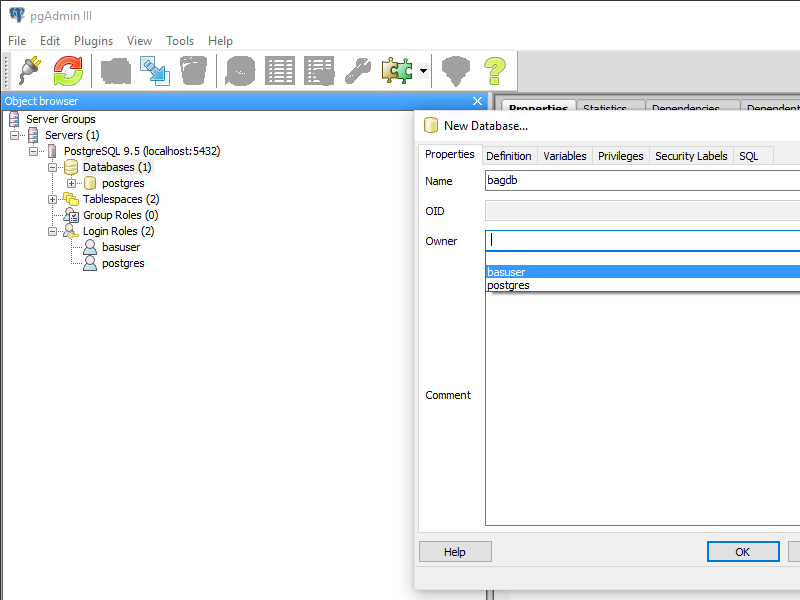 pgAdmin III
File Edit Plugins View Tools Help
Object browser
Server Groups
Servers (1)
PostgreSQL 9.5 (localhost:5432)
Databases (1)
postgres
Tablespaces (2)
Group Roles (0)
Login Roles (2)
basuser
postgres
Properties Statistics Dependencies Dependent
New Database...
Properties Definition Variables Privileges Security Labels SQL
Name bagdb
OID
Owner
basuser
postgres
Comment
Help OK